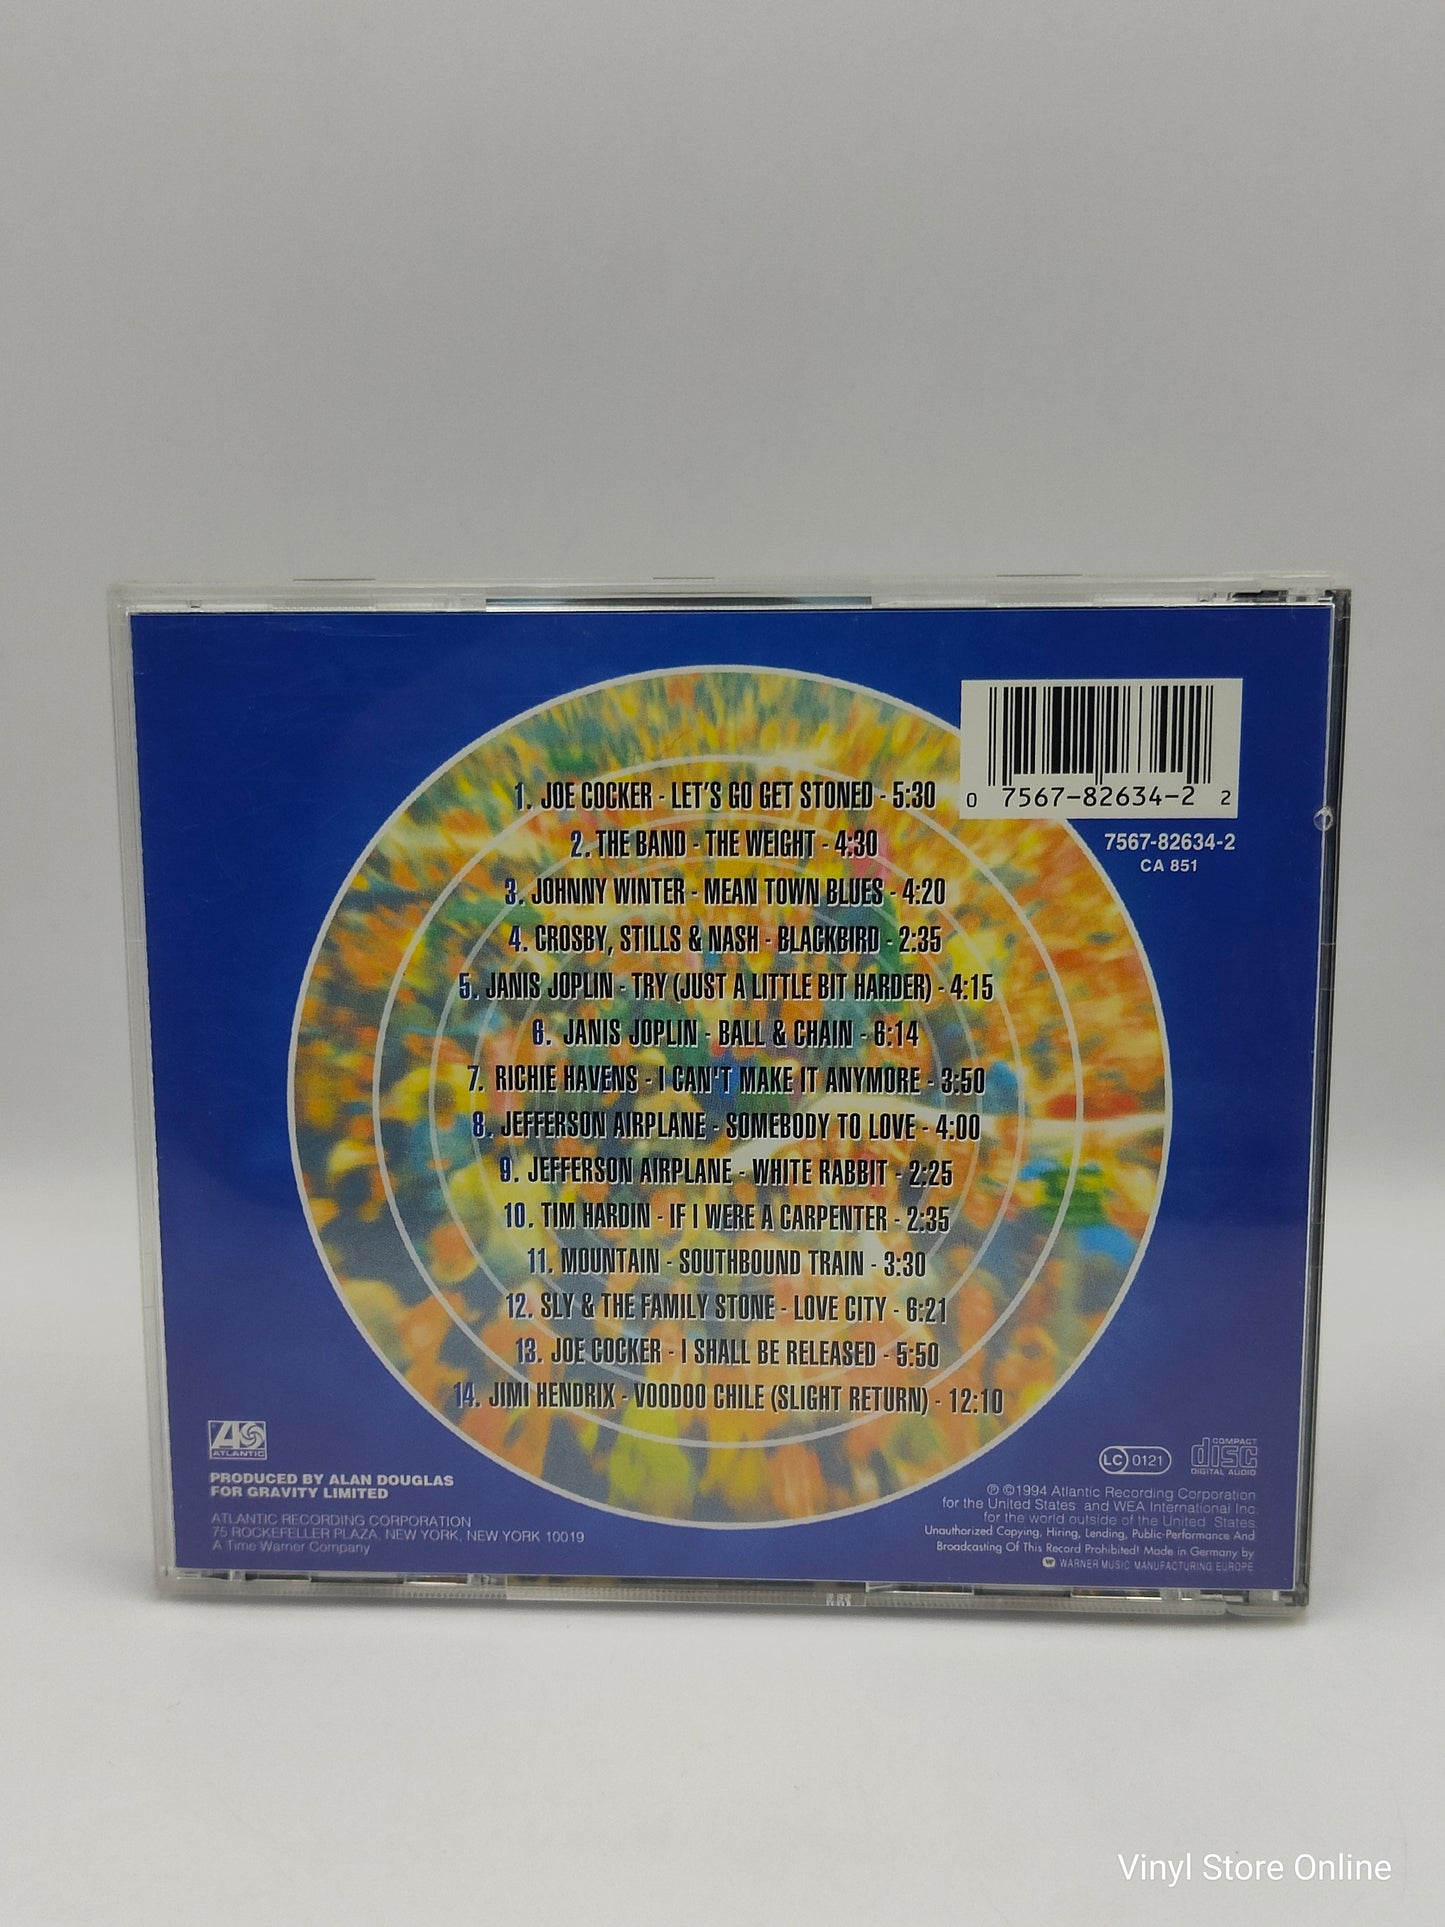 0 7567-82634-2 2
7567-82634-2
CA 851
1. JOE COCKER - LET'S GO GET STONED - 5:30
2. THE BAND - THE WEIGHT - 4:30
3. JOHNNY WINTER - MEAN TOWN BLUES - 4:20
4. CROSBY, STILLS & NASH - BLACKBIRD - 2:35
5. JANIS JOPLIN - TRY (JUST A LITTLE BIT HARDER) - 4:15
6. JANIS JOPLIN - BALL & CHAIN - 6:14
7. RICHIE HAVENS - I CAN'T MAKE IT ANYMORE - 3:50
8. JEFFERSON AIRPLANE - SOMEBODY TO LOVE - 4:00
9. JEFFERSON AIRPLANE - WHITE RABBIT - 2:25
10. TIM HARDIN - IF I WERE A CARPENTER - 2:35
11. MOUNTAIN - SOUTHBOUND TRAIN - 3:30
12. SLY & THE FAMILY STONE - LOVE CITY - 6:21
13. JOE COCKER - I SHALL BE RELEASED - 5:50
14. JIMI HENDRIX - VOODOO CHILE (SLIGHT RETURN) - 12:10
ATLANTIC
PRODUCED BY ALAN DOUGLAS
FOR GRAVITY LIMITED
ATLANTIC RECORDING CORPORATION
75 ROCKEFELLER PLAZA, NEW YORK, NEW YORK 10019
A Time Warner Company
LC 0121
COMPACT
disc
DIGITAL AUDIO
℗ ©1994 Atlantic Recording Corporation
for the United States and WEA International Inc.
for the world outside of the United States.
Unauthorized Copying, Hiring, Lending, Public Performance And
Broadcasting Of This Record Prohibited! Made in Germany by
WARNER MUSIC MANUFACTURING EUROPE
Vinyl Store Online